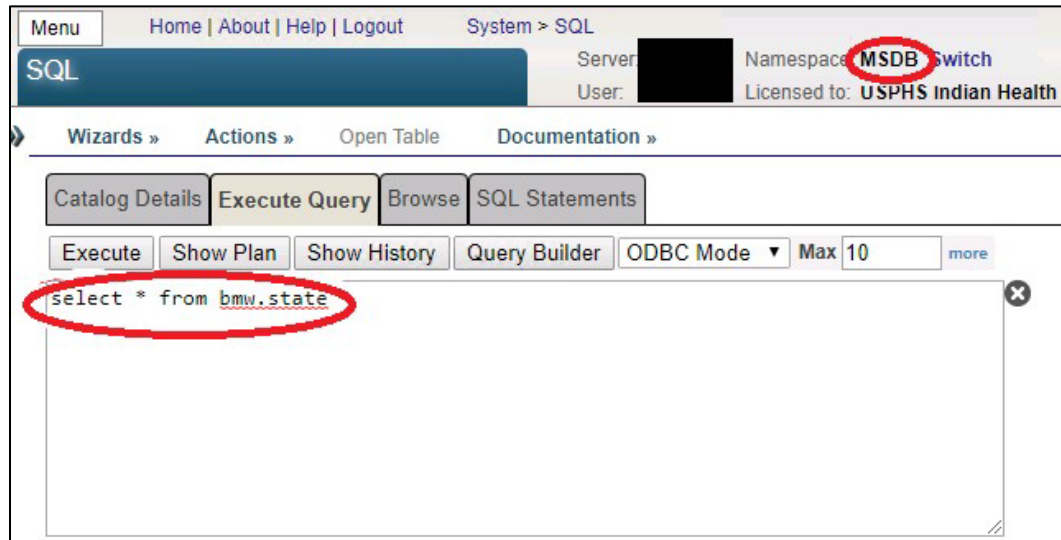 Menu Home | About | Help | Logout System > SQL
SQL
Server: Namespace: MSDB Switch
User: Licensed to: USPHS Indian Health
» Wizards » Actions » Open Table Documentation »
Catalog Details Execute Query Browse SQL Statements
Execute Show Plan Show History Query Builder ODBC Mode ▼ Max 10 more
select * from bmw.state